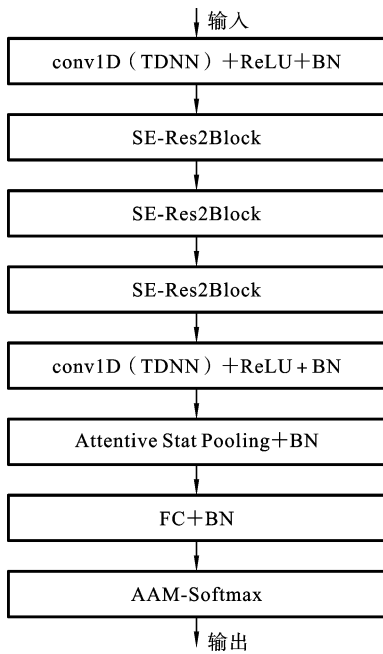 输入
conv1D（TDNN）＋ReLU＋BN
SE-Res2Block
SE-Res2Block
SE-Res2Block
conv1D（TDNN）＋ReLU＋BN
Attentive Stat Pooling＋BN
FC＋BN
AAM-Softmax
输出